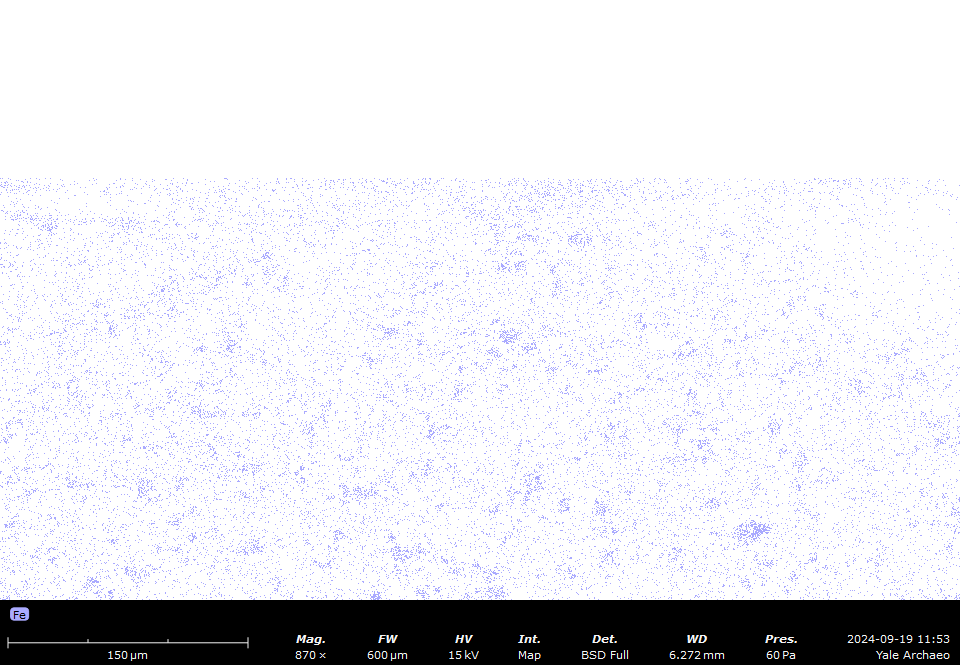 Fe
Mag. FW HV Int. Det. WD Pres. 2024-09-19 11:53
150 µm 870 × 600 µm 15 kV Map BSD Full 6.272 mm 60 Pa Yale Archaeo